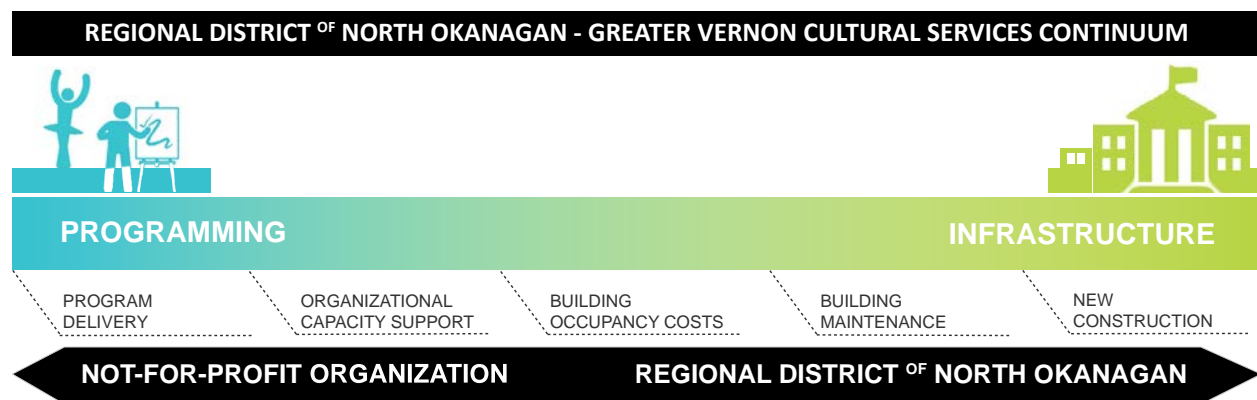 REGIONAL DISTRICT OF NORTH OKANAGAN - GREATER VERNON CULTURAL SERVICES CONTINUUM
PROGRAMMING
INFRASTRUCTURE
PROGRAM
DELIVERY
ORGANIZATIONAL
CAPACITY SUPPORT
BUILDING
OCCUPANCY COSTS
BUILDING
MAINTENANCE
NEW
CONSTRUCTION
NOT-FOR-PROFIT ORGANIZATION
REGIONAL DISTRICT OF NORTH OKANAGAN